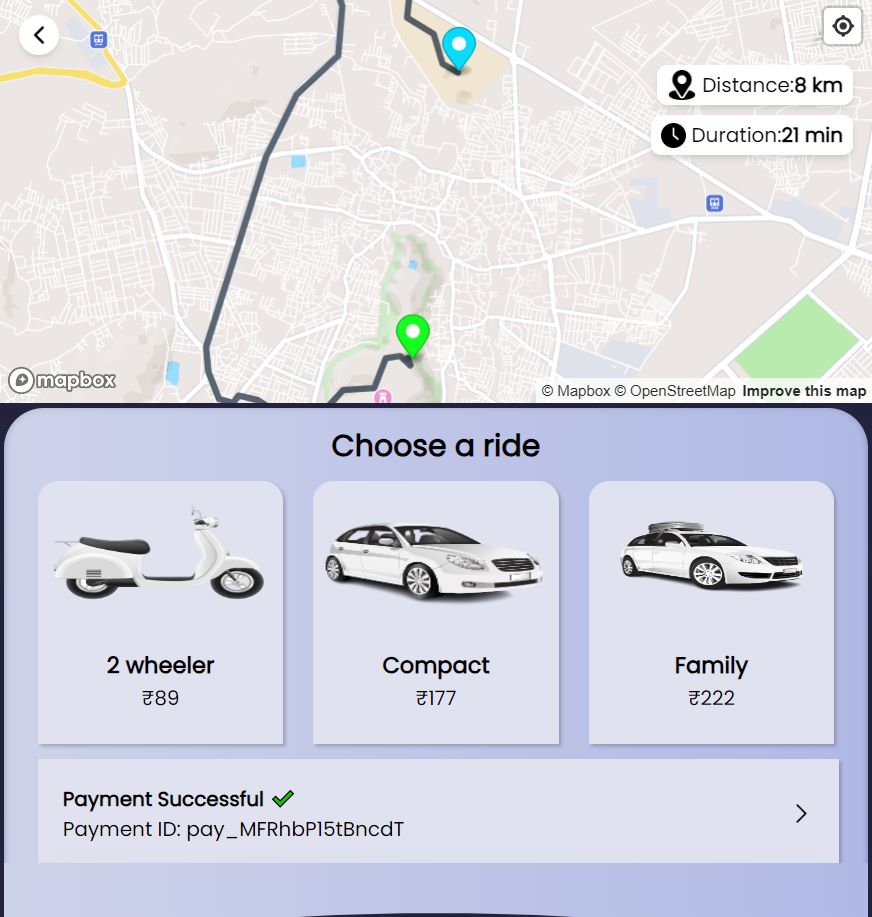 Distance:8 km
Duration:21 min
mapbox
© Mapbox © OpenStreetMap Improve this map
Choose a ride
2 wheeler
₹89
Compact
₹177
Family
₹222
Payment Successful
Payment ID: pay_MFRhbP15tBncdT